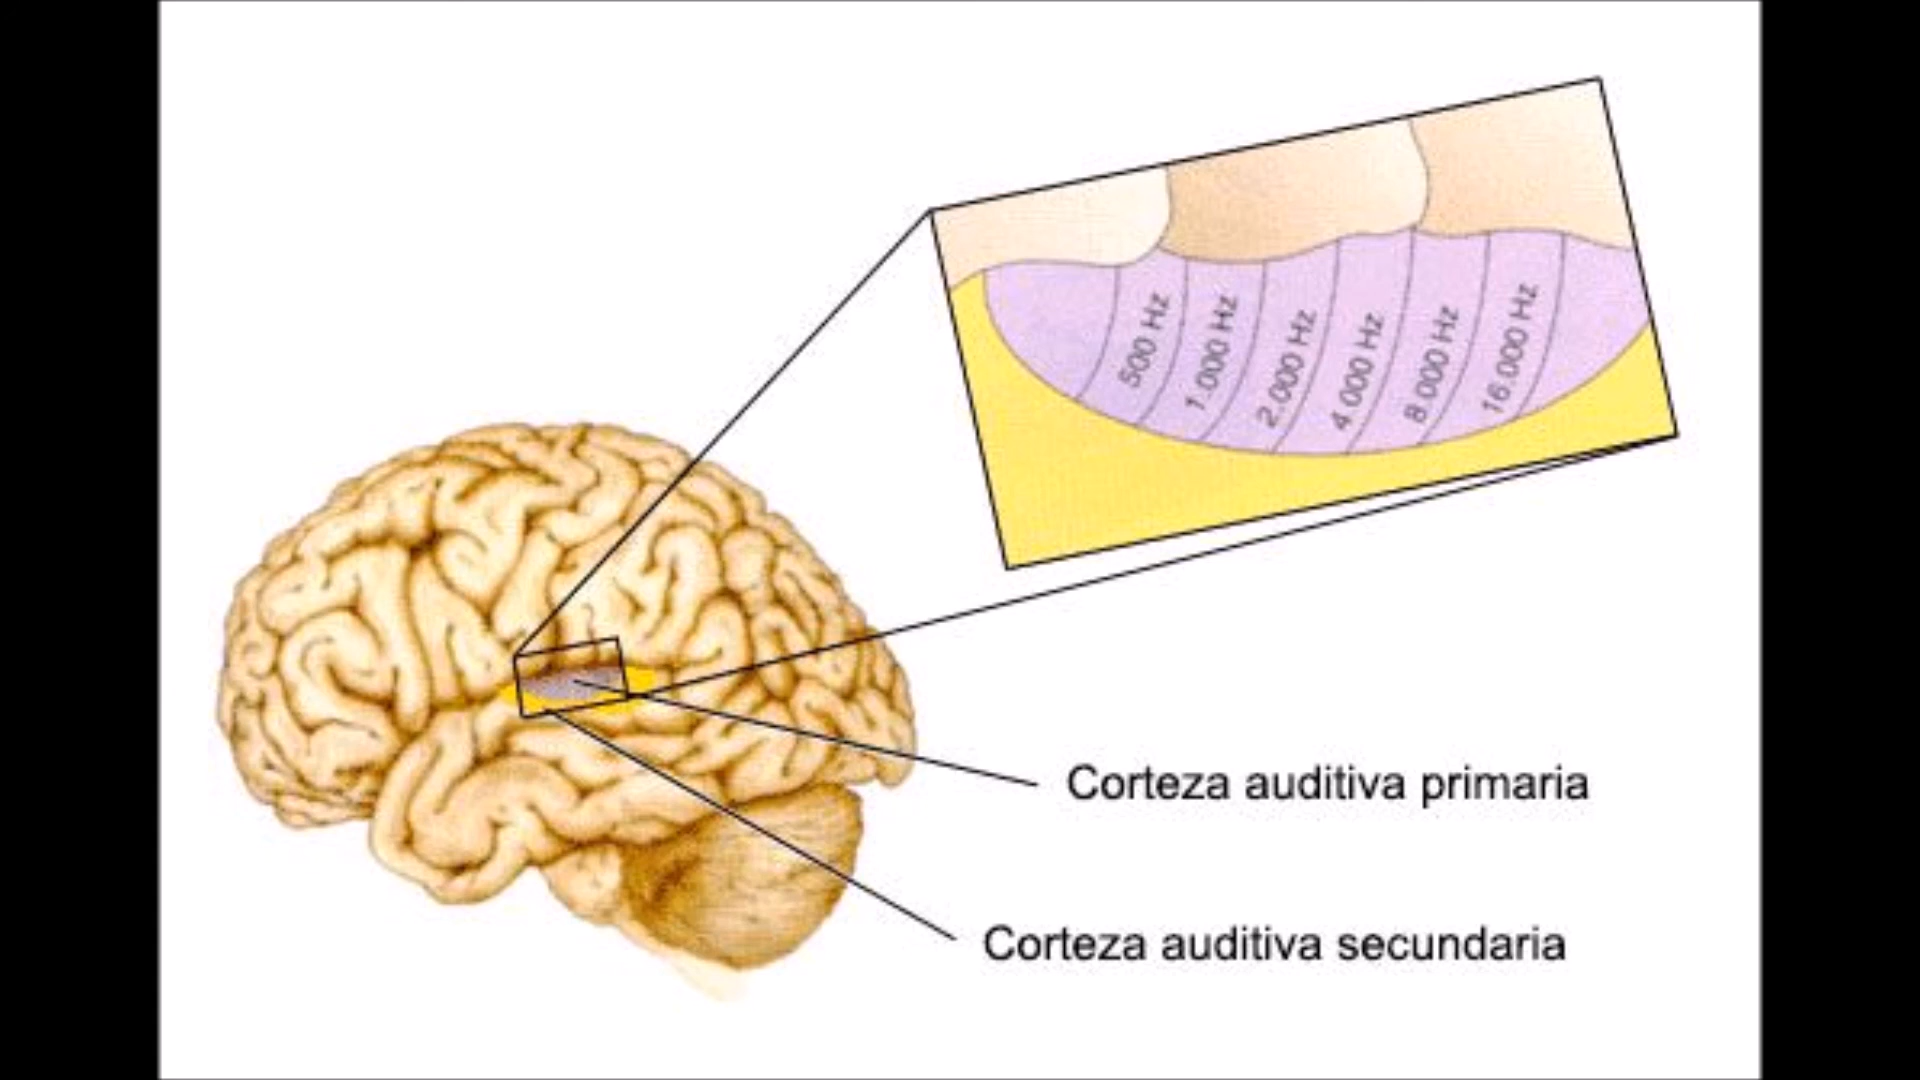 500 Hz
1.000 Hz
2.000 Hz
4 000 Hz
8.000 Hz
16.000 Hz
Corteza auditiva primaria
Corteza auditiva secundaria